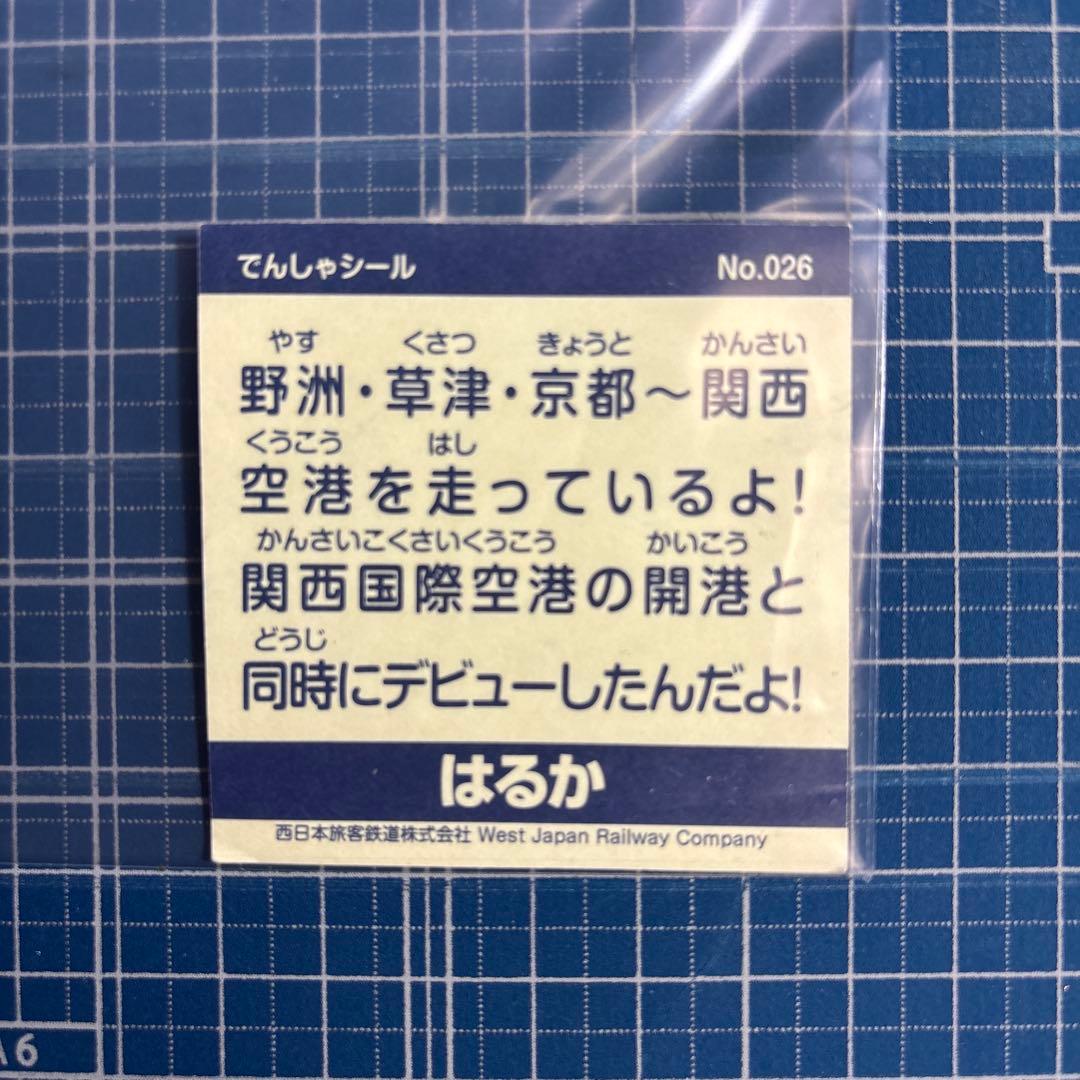 でんしゃシール No.026
やす くさつ きょうと かんさい
野洲・草津・京都～関西
くうこう はし
空港を走っているよ！
かんさいこくさいくうこう かいこう
関西国際空港の開港と
どうじ
同時にデビューしたんだよ！
はるか
西日本旅客鉄道株式会社 West Japan Railway Company
A6